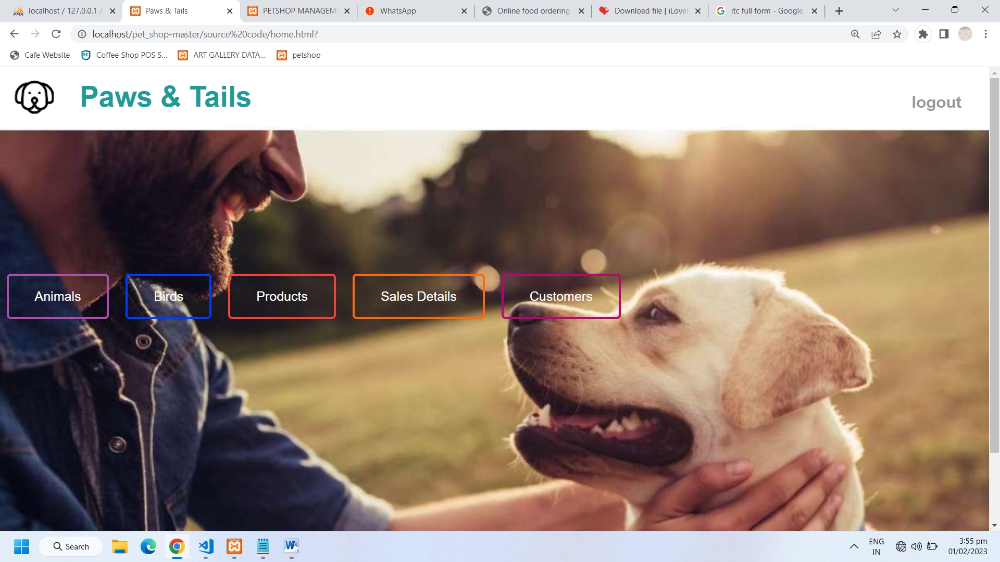 localhost / 127.0.0.1 /
Paws & Tails
PETSHOP MANAGEME
WhatsApp
Online food ordering
Download file | iLoveP
itc full form - Google
localhost/pet_shop-master/source%20code/home.html?
Cafe Website
Coffee Shop POS S...
ART GALLERY DATA...
petshop
Paws & Tails
logout
Animals
Birds
Products
Sales Details
Customers
Search
ENG
IN
3:55 pm
01/02/2023